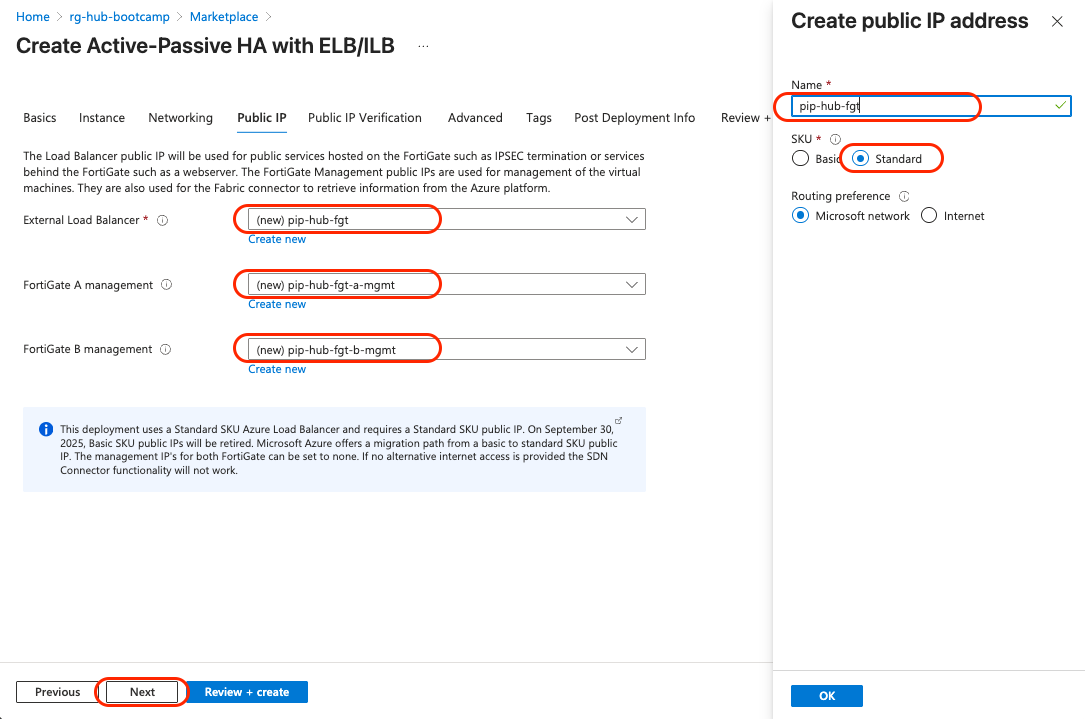 Home > rg-hub-bootcamp > Marketplace >
Create Active-Passive HA with ELB/ILB ...
Basics Instance Networking Public IP Public IP Verification Advanced Tags Post Deployment Info Review +
The Load Balancer public IP will be used for public services hosted on the FortiGate such as IPSEC termination or services
behind the FortiGate such as a webserver. The FortiGate Management public IPs are used for management of the virtual
machines. They are also used for the Fabric connector to retrieve information from the Azure platform.
External Load Balancer * (new) pip-hub-fgt
Create new
FortiGate A management (new) pip-hub-fgt-a-mgmt
Create new
FortiGate B management (new) pip-hub-fgt-b-mgmt
Create new
This deployment uses a Standard SKU Azure Load Balancer and requires a Standard SKU public IP. On September 30,
2025, Basic SKU public IPs will be retired. Microsoft Azure offers a migration path from a basic to standard SKU public
IP. The management IP's for both FortiGate can be set to none. If no alternative internet access is provided the SDN
Connector functionality will not work.
Previous Next Review + create
Create public IP address
Name *
pip-hub-fgt
SKU *
Basic Standard
Routing preference
Microsoft network Internet
OK